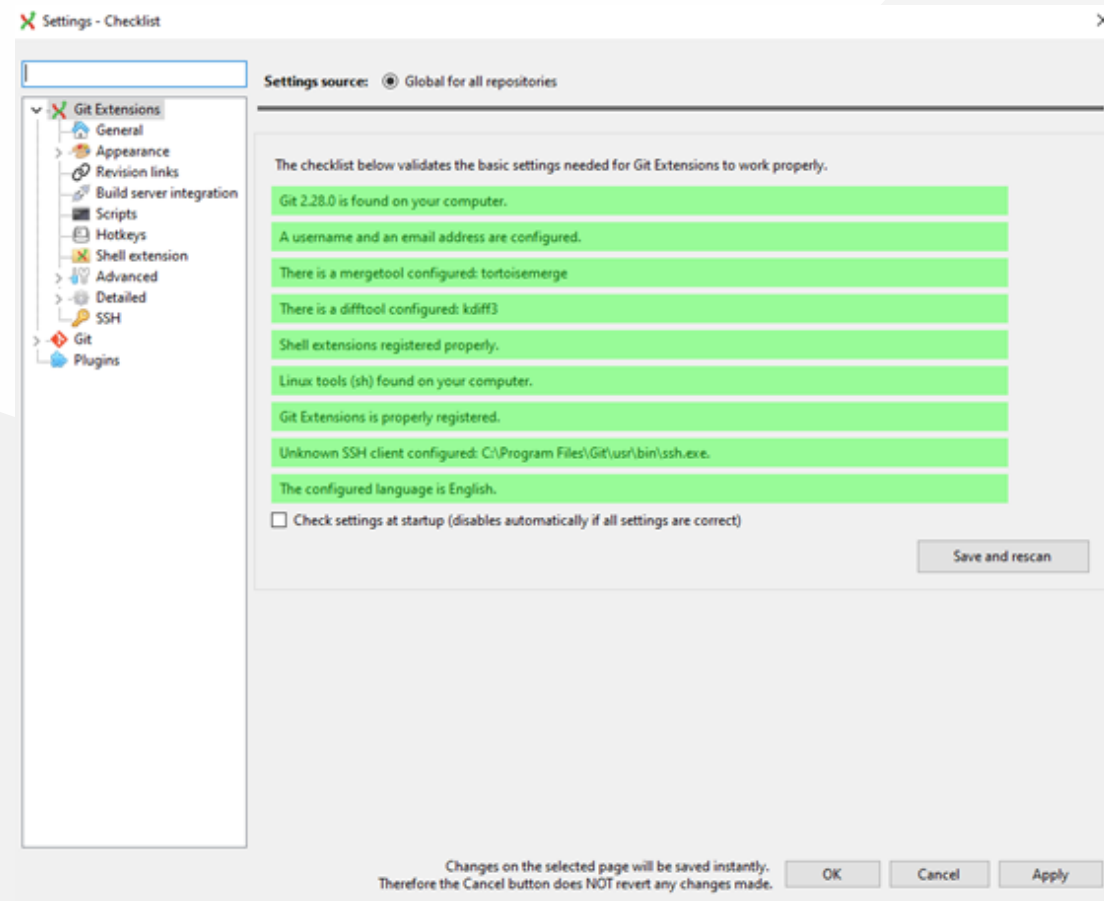 Settings - Checklist
Settings source: Global for all repositories
Git Extensions
General
Appearance
Revision links
Build server integration
Scripts
Hotkeys
Shell extension
Advanced
Detailed
SSH
Git
Plugins
The checklist below validates the basic settings needed for Git Extensions to work properly.
Git 2.28.0 is found on your computer.
A username and an email address are configured.
There is a mergetool configured: tortoisemerge
There is a difftool configured: kdiff3
Shell extensions registered properly.
Linux tools (sh) found on your computer.
Git Extensions is properly registered.
Unknown SSH client configured: C:\Program Files\Git\usr\bin\ssh.exe.
The configured language is English.
Check settings at startup (disables automatically if all settings are correct)
Save and rescan
Changes on the selected page will be saved instantly.
Therefore the Cancel button does NOT revert any changes made.
OK Cancel Apply